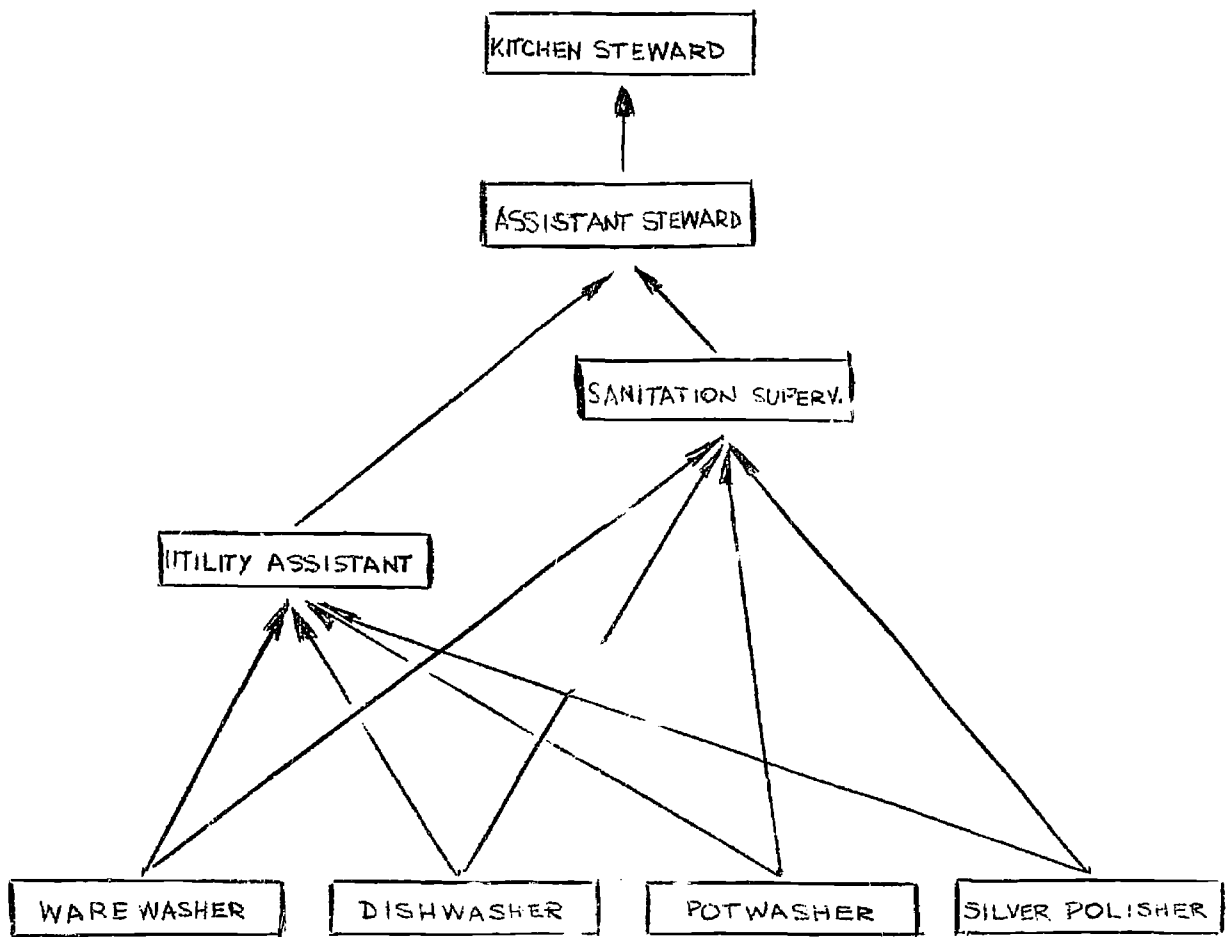 KITCHEN STEWARD
ASSISTANT STEWARD
SANITATION SUPERV.
UTILITY ASSISTANT
WARE WASHER
DISHWASHER
POTWASHER
SILVER POLISHER